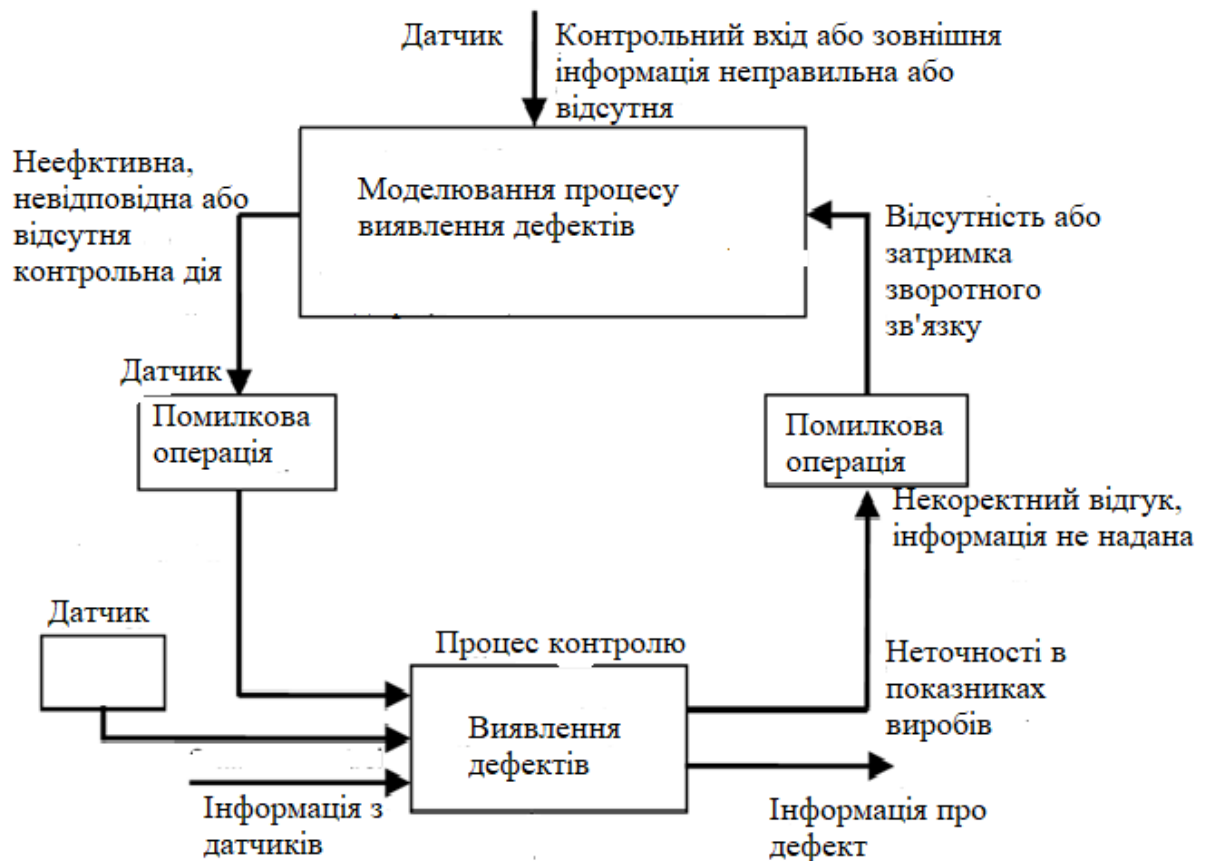 Датчик
Контрольний вхід або зовнішня
інформація неправильна або
відсутня
Неефктивна,
невідповідна або
відсутня
контрольна дія
Моделювання процесу
виявлення дефектів
Відсутність або
затримка
зворотного
зв'язку
Датчик
Помилкова
операція
Помилкова
операція
Некоректний відгук,
інформація не надана
Датчик
Процес контролю
Виявлення
дефектів
Неточності в
показниках
виробів
Інформація з
датчиків
Інформація про
дефект